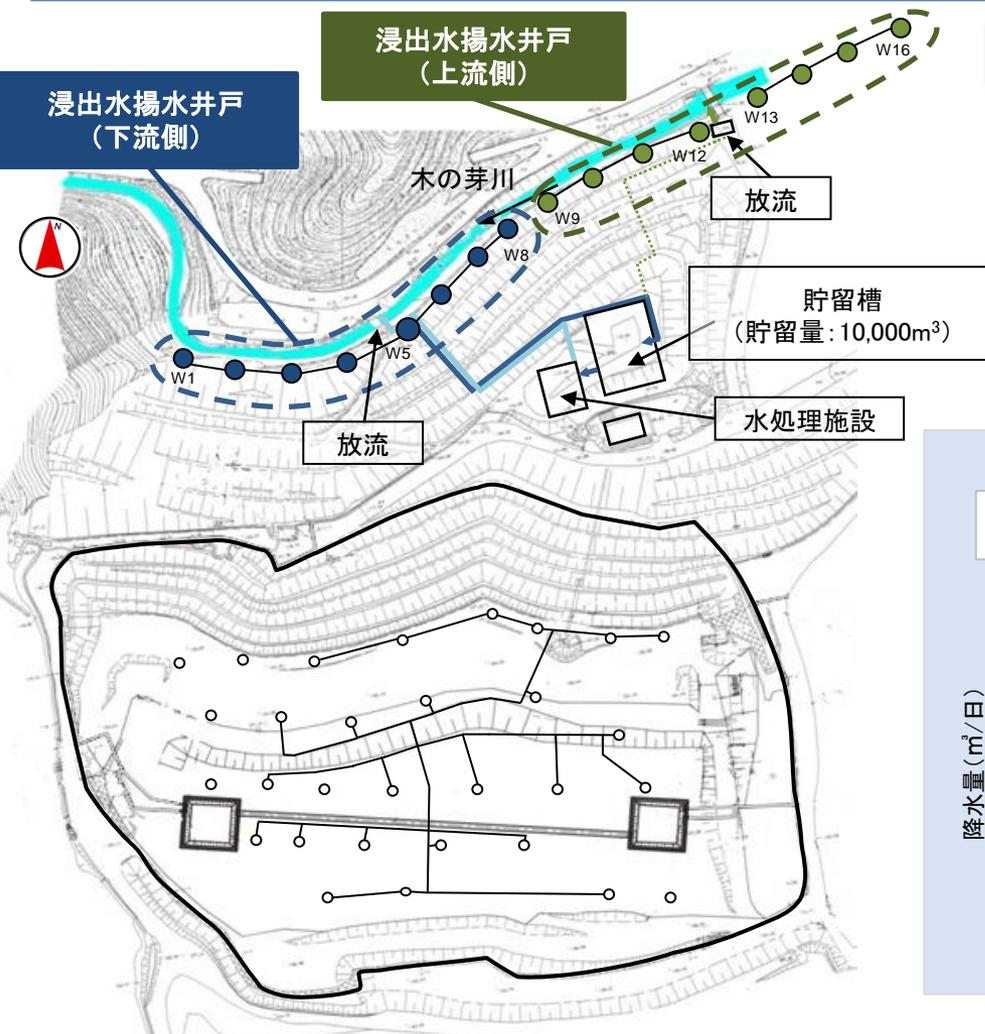 浸出水揚水井戸
（上流側）
W16
浸出水揚水井戸
（下流側）
W13
W12
木の芽川
放流
W9
W8
N
貯留槽
（貯留量：10,000m³）
W5
W1
水処理施設
放流
降水量（㎥/日）